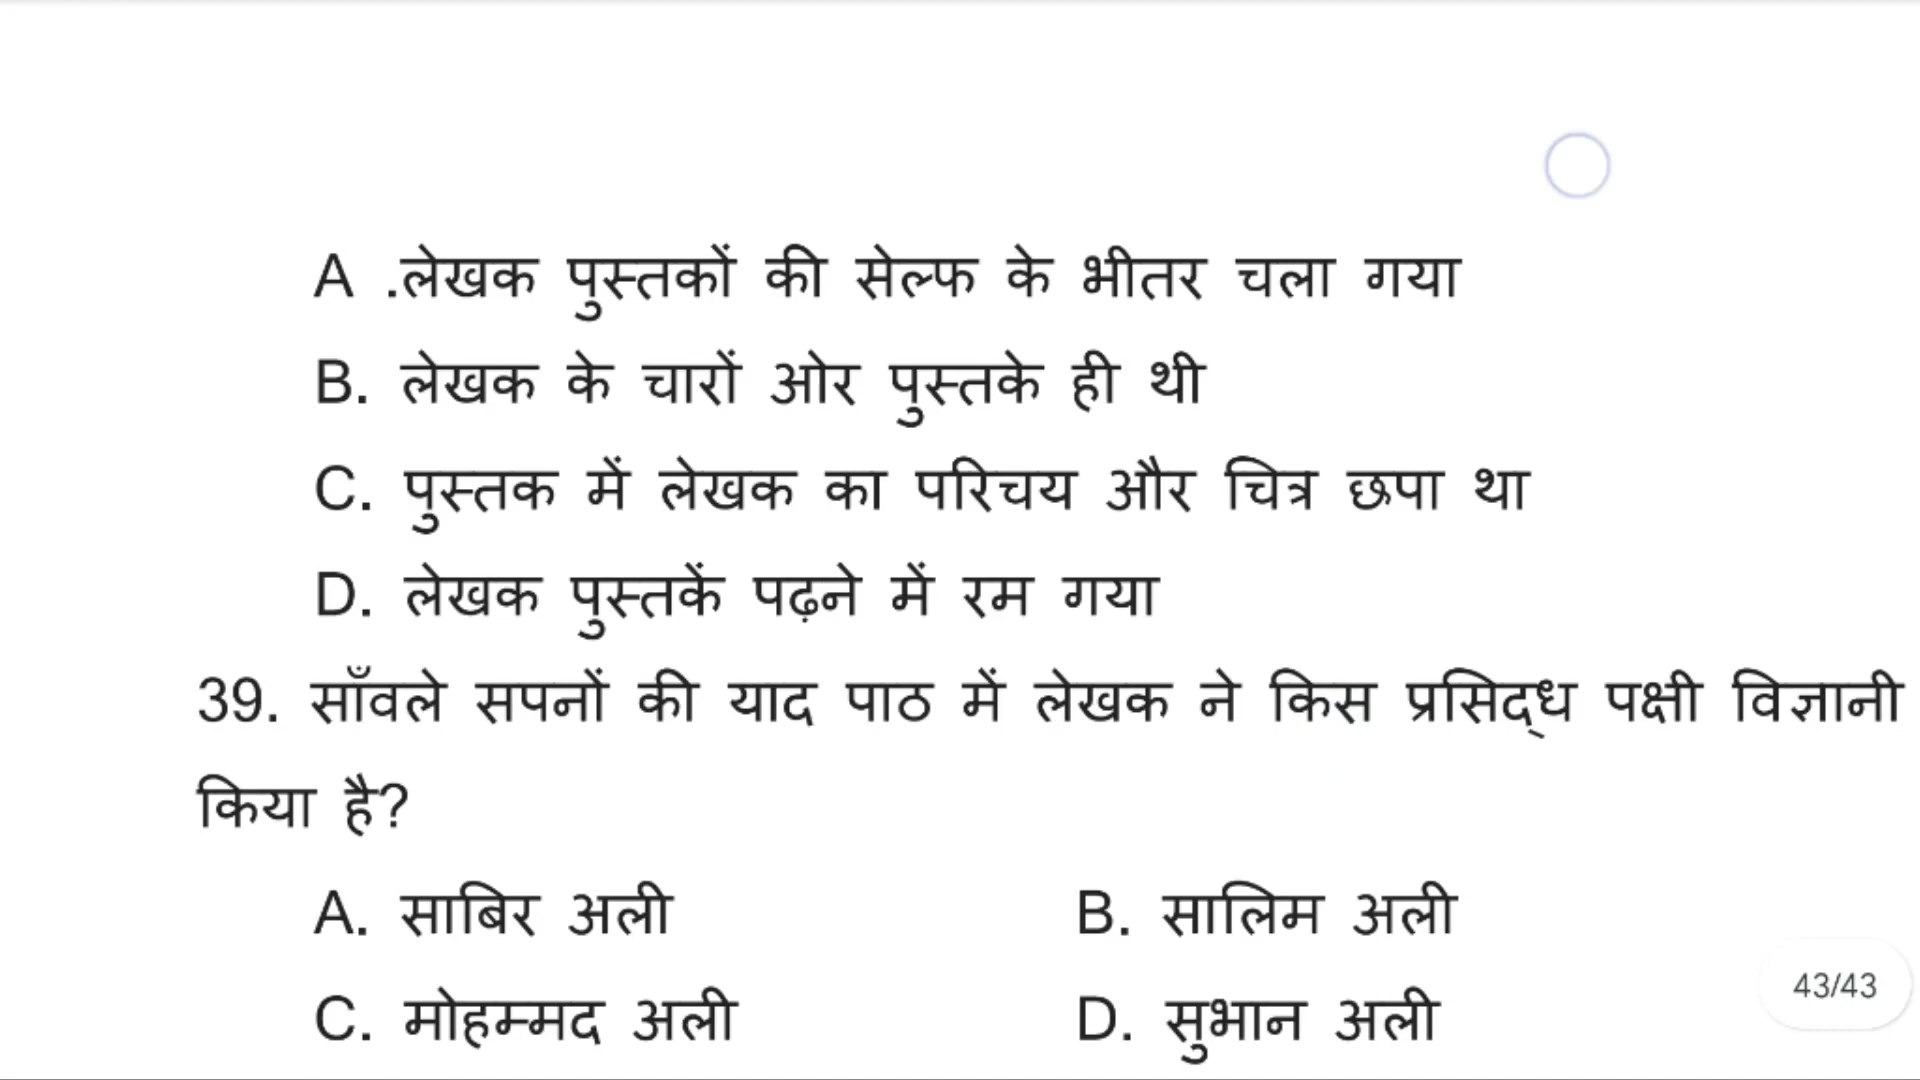 A .लेखक पुस्तकों की सेल्फ के भीतर चला गया
B. लेखक के चारों ओर पुस्तके ही थी
C. पुस्तक में लेखक का परिचय और चित्र छपा था
D. लेखक पुस्तकें पढ़ने में रम गया
39. साँवले सपनों की याद पाठ में लेखक ने किस प्रसिद्ध पक्षी विज्ञानी
किया है?
A. साबिर अली B. सालिम अली
C. मोहम्मद अली D. सुभान अली
43/43